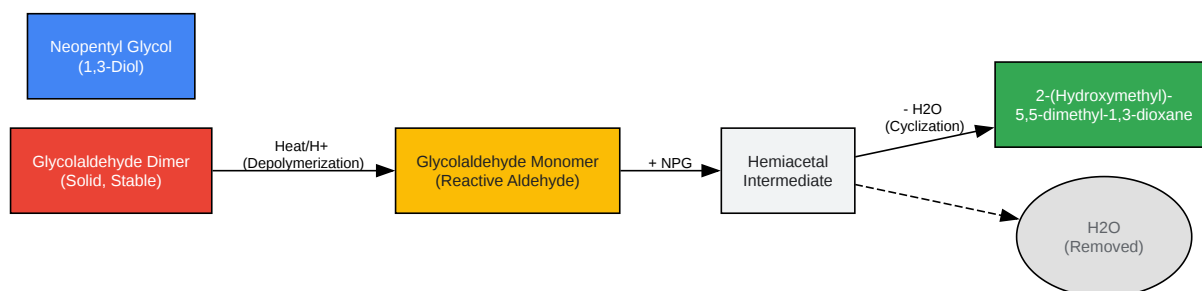 Neopentyl Glycol
(1,3-Diol)
Glycolaldehyde Dimer
(Solid, Stable)
Heat/H+
(Depolymerization)
Glycolaldehyde Monomer
(Reactive Aldehyde)
+ NPG
Hemiacetal
Intermediate
- H2O
(Cyclization)
2-(Hydroxymethyl)-
5,5-dimethyl-1,3-dioxane
H2O
(Removed)